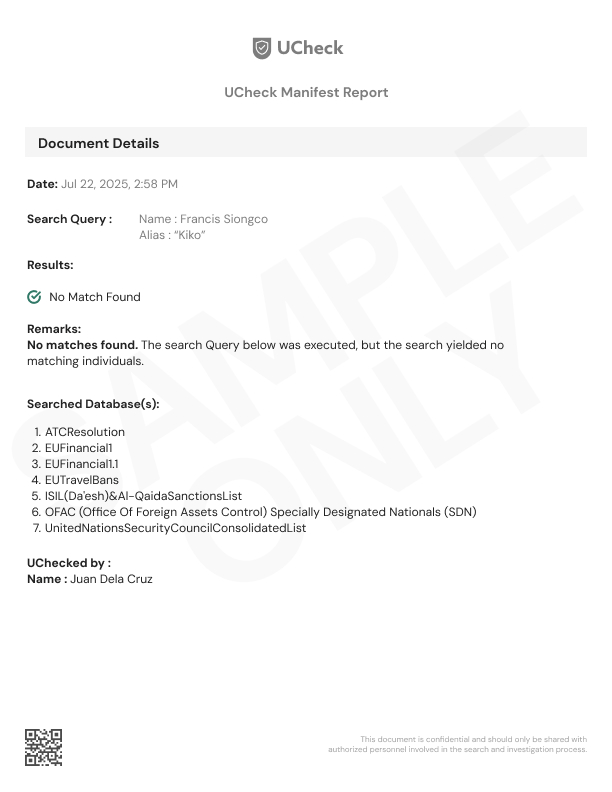 UCheck
UCheck Manifest Report
Document Details
Date: Jul 22, 2025, 2:58 PM
Search Query : Name : Francis Siongco
Alias : “Kiko”
Results:
No Match Found
Remarks:
No matches found. The search Query below was executed, but the search yielded no
matching individuals.
Searched Database(s):
1. ATCResolution
2. EUFinancial1
3. EUFinancial1.1
4. EUTravelBans
5. ISIL(Da'esh)&Al-QaidaSanctionsList
6. OFAC (Office Of Foreign Assets Control) Specially Designated Nationals (SDN)
7. UnitedNationsSecurityCouncilConsolidatedList
UChecked by :
Name : Juan Dela Cruz
SAMPLE
ONLY
This document is confidential and should only be shared with
authorized personnel involved in the search and investigation process.